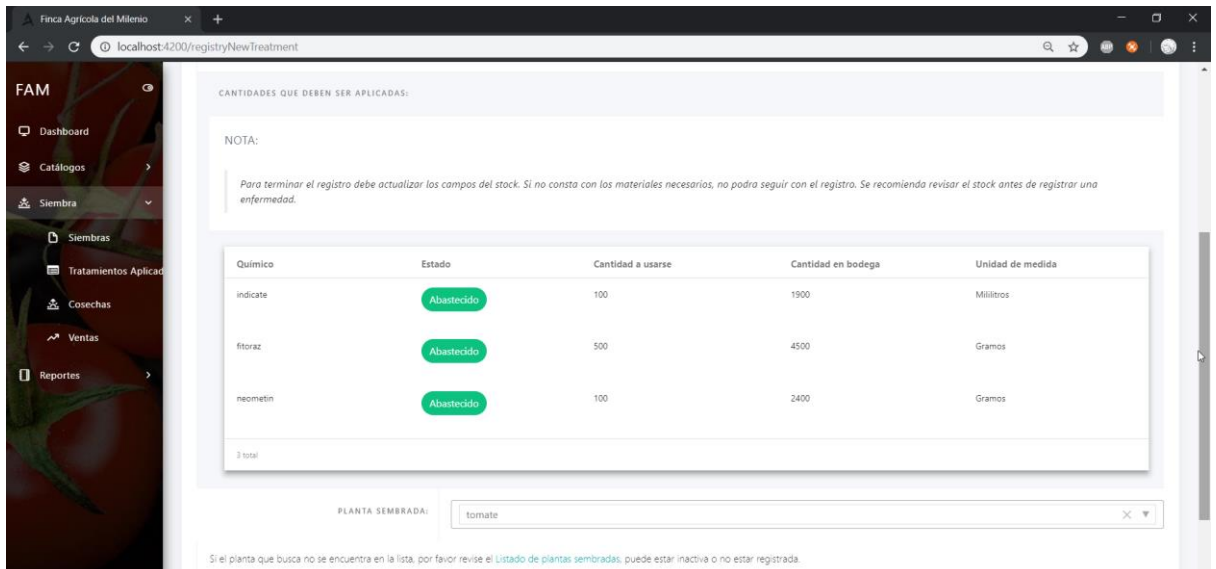 Finca Agrícola del Milenio
localhost:4200/registryNewTreatment
FAM
Dashboard
Catálogos
Siembra
Siembras
Tratamientos Aplicad
Cosechas
Ventas
Reportes
CANTIDADES QUE DEBEN SER APLICADAS:
NOTA:
Para terminar el registro debe actualizar los campos del stock. Si no consta con los materiales necesarios, no podra seguir con el registro. Se recomienda revisar el stock antes de registrar una
enfermedad.
Químico Estado Cantidad a usarse Cantidad en bodega Unidad de medida
indicate Abastecido 100 1900 Mililitros
fitoraz Abastecido 500 4500 Gramos
neometin Abastecido 100 2400 Gramos
3 total
PLANTA SEMBRADA: tomate
Si el planta que busca no se encuentra en la lista, por favor revise el Listado de plantas sembradas, puede estar inactiva o no estar registrada.